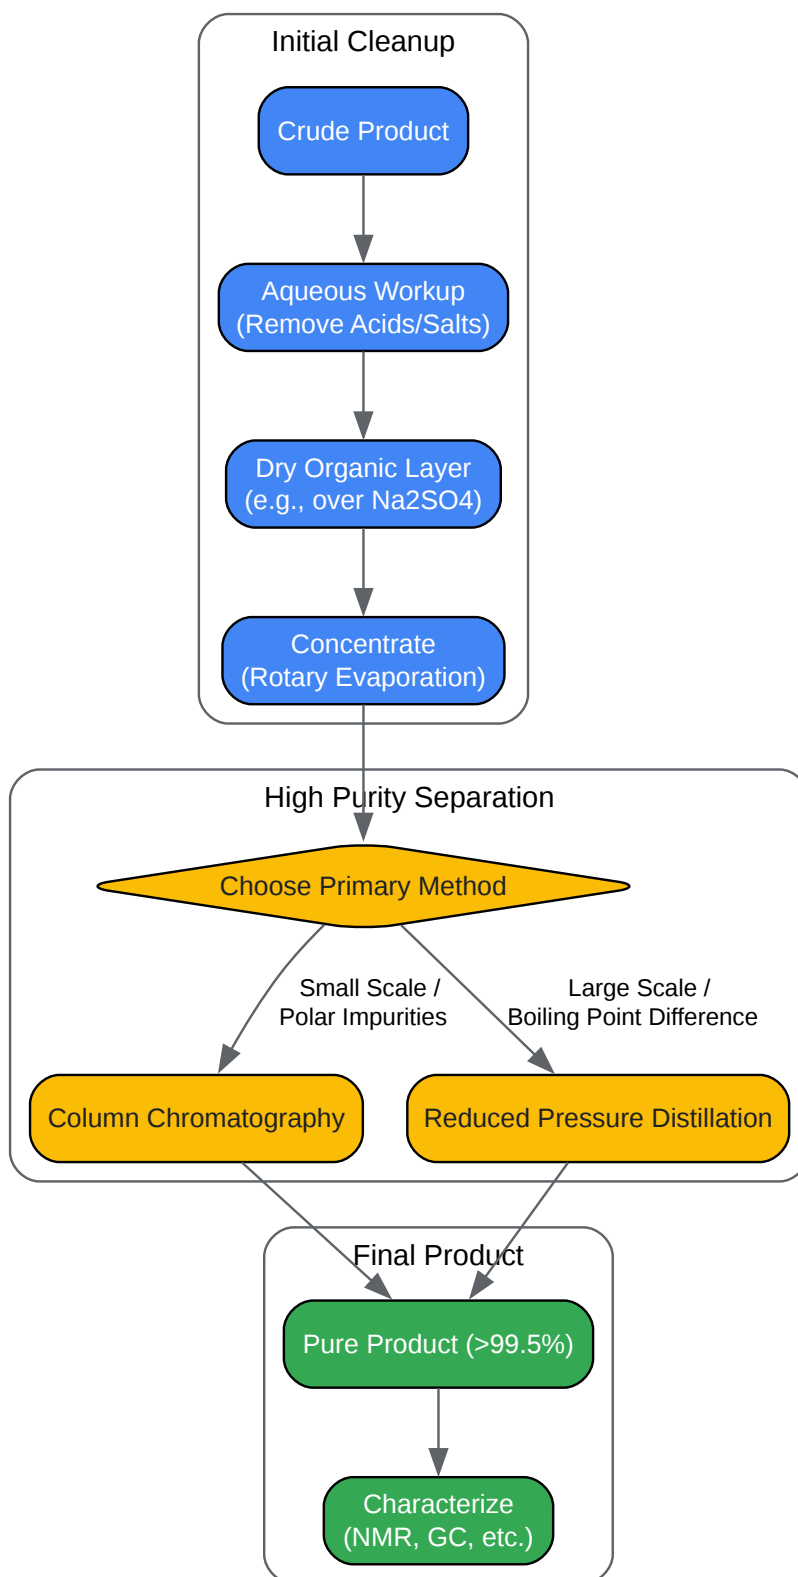 Initial Cleanup
Crude Product
Aqueous Workup
(Remove Acids/Salts)
Dry Organic Layer
(e.g., over Na2SO4)
Concentrate
(Rotary Evaporation)
High Purity Separation
Choose Primary Method
Small Scale /
Polar Impurities
Large Scale /
Boiling Point Difference
Column Chromatography
Reduced Pressure Distillation
Final Product
Pure Product (>99.5%)
Characterize
(NMR, GC, etc.)